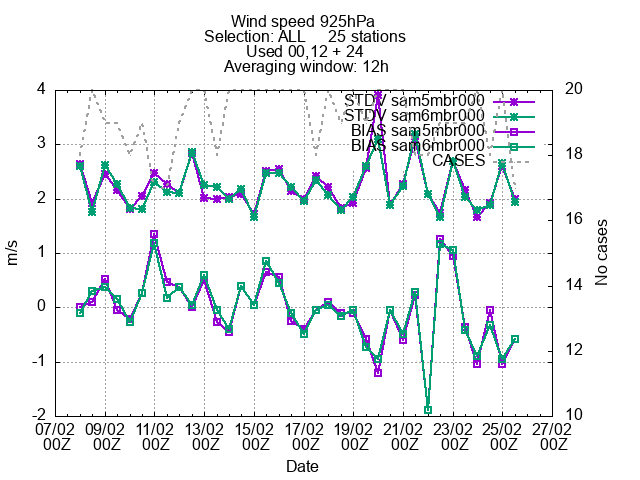 Wind speed 925hPa
Selection: ALL 25 stations
Used 00,12 + 24
Averaging window: 12h
STDV sam5mbr000
STDV sam6mbr000
BIAS sam5mbr000
BIAS sam6mbr000
CASES
4
3
2
1
0
-1
-2
m/s
20
18
16
14
12
10
No cases
07/02 09/02 11/02 13/02 15/02 17/02 19/02 21/02 23/02 25/02 27/02
00Z 00Z 00Z 00Z 00Z 00Z 00Z 00Z 00Z 00Z 00Z
Date